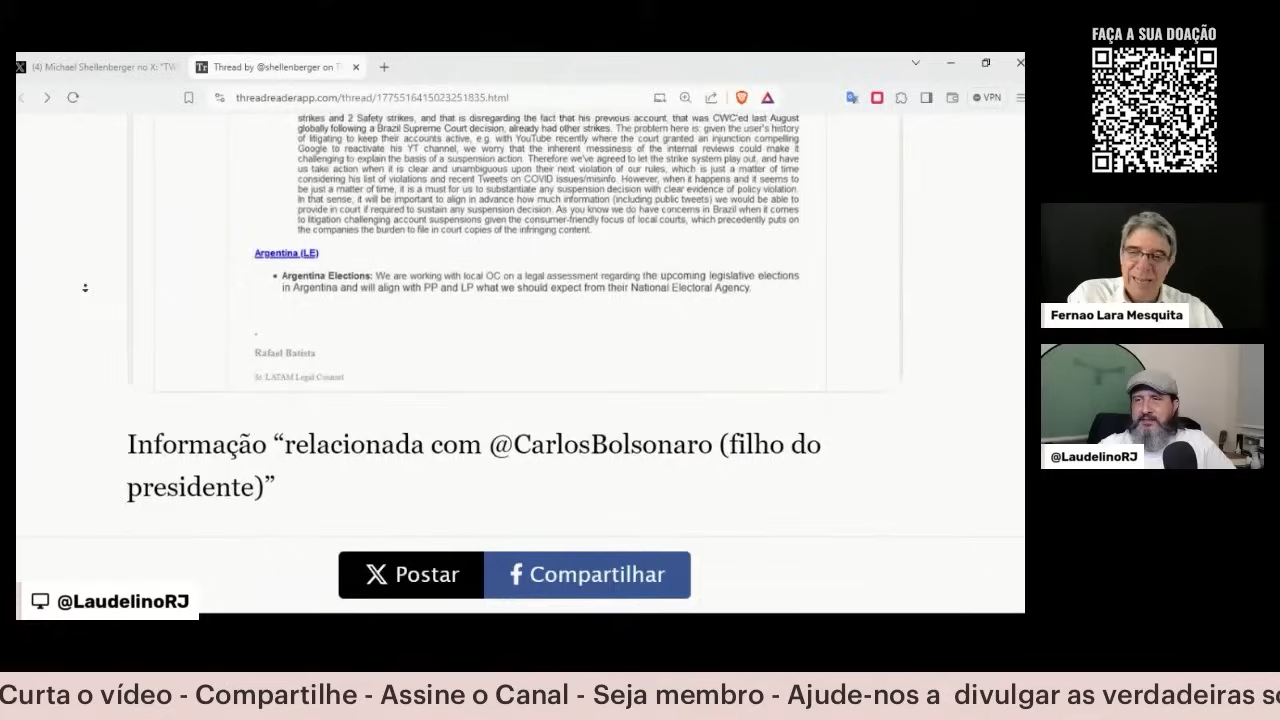 FAÇA A SUA DOAÇÃO
(4) Michael Shellenberger no X: "TW
Tr Thread by @shellenberger on T
threadreaderapp.com/thread/1775516415023251835.html
VPN
strikes and 2 Safety strikes, and that is disregarding the fact that his previous account, that was CWC'ed last August
globally following a Brazil Supreme Court decision, already had other strikes. The problem here is: given the user's history
of litigating to keep their accounts active, e.g. with YouTube recently where the court granted an injunction compelling
Google to reactivate his YT channel, we worry that the inherent messiness of the internal reviews could make it
challenging to explain the basis of a suspension action. Therefore we've agreed to let the strike system play out, and have
us take action when it is clear and unambiguous upon their next violation of our rules, which is just a matter of time
considering his list of violations and recent Tweets on COVID issues/misinfo. However, when it happens and it seems to
be just a matter of time, it is a must for us to substantiate any suspension decision with clear evidence of policy violation.
In that sense, it will be important to align in advance how much information (including public tweets) we would be able to
provide in court if required to sustain any suspension decision. As you know we do have concerns in Brazil when it comes
to litigation challenging account suspensions given the consumer-friendly focus of local courts, which precedently puts on
the companies the burden to file in court copies of the infringing content.
Argentina (LE)
• Argentina Elections: We are working with local OC on a legal assessment regarding the upcoming legislative elections
in Argentina and will align with PP and LP what we should expect from their National Electoral Agency.
Rafael Batista
Sr. LATAM Legal Counsel
Informação “relacionada com @CarlosBolsonaro (filho do
presidente)”
X Postar
f Compartilhar
@LaudelinoRJ
Fernao Lara Mesquita
@LaudelinoRJ
Curta o vídeo - Compartilhe - Assine o Canal - Seja membro - Ajude-nos a divulgar as verdadeiras s